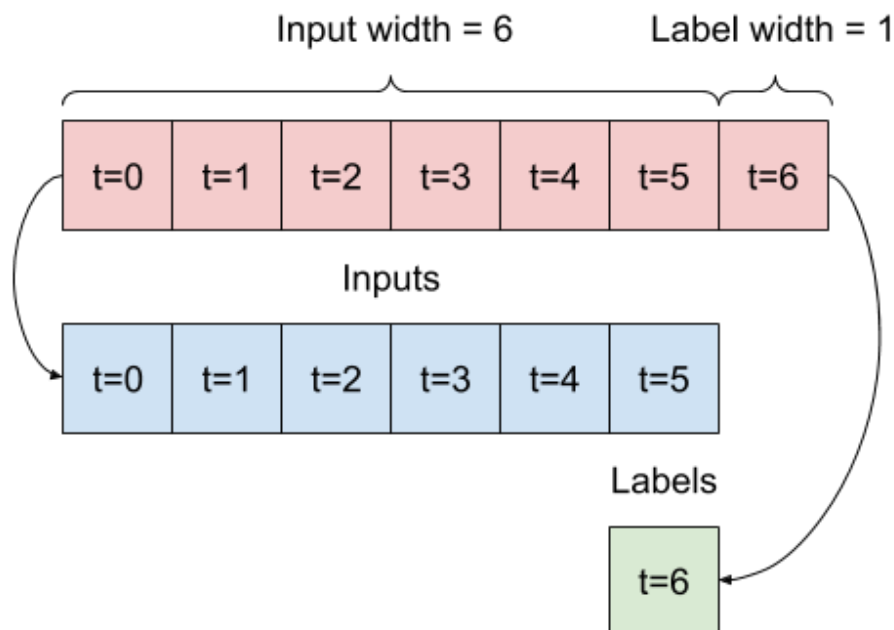 Input width = 6 Label width = 1
t=0 t=1 t=2 t=3 t=4 t=5 t=6
Inputs
t=0 t=1 t=2 t=3 t=4 t=5
Labels
t=6